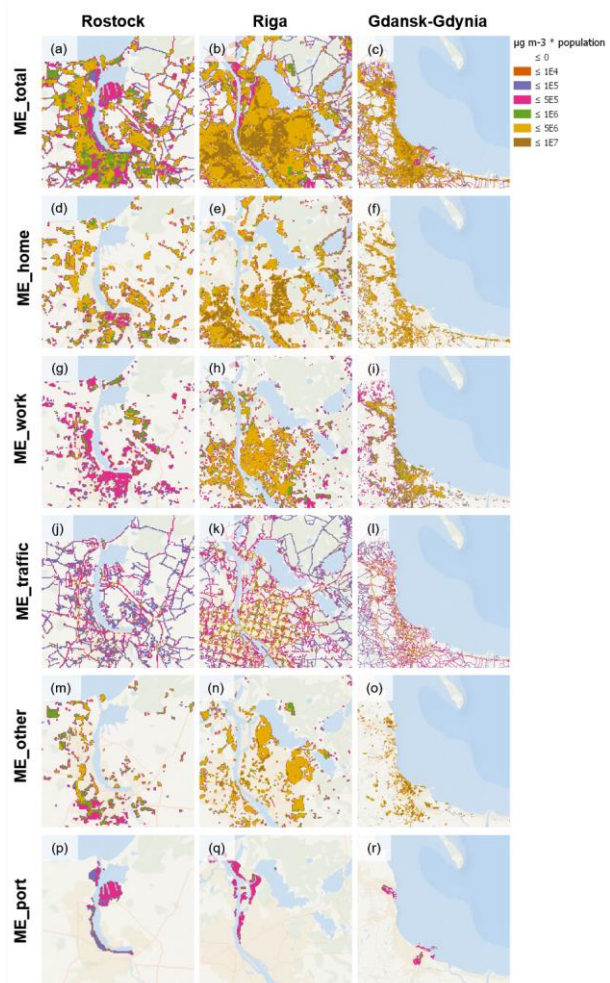 Rostock Riga Gdansk-Gdynia
µg m-3 * population
≤ 0
≤ 1E4
≤ 1E5
≤ 5E5
≤ 1E6
≤ 5E6
≤ 1E7
ME_total (a) (b) (c)
ME_home (d) (e) (f)
ME_work (g) (h) (i)
ME_traffic (j) (k) (l)
ME_other (m) (n) (o)
ME_port (p) (q) (r)